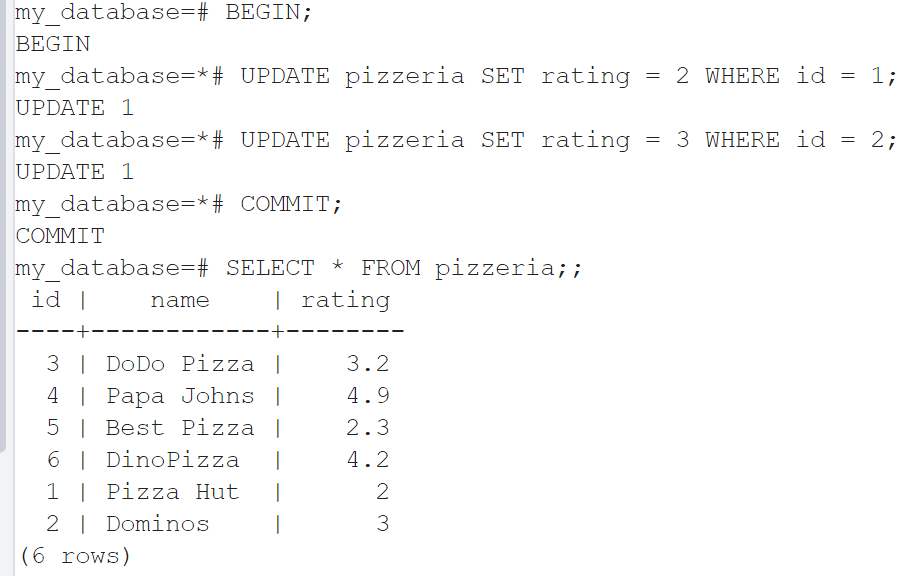 my_database=# BEGIN;
BEGIN
my_database=*# UPDATE pizzeria SET rating = 2 WHERE id = 1;
UPDATE 1
my_database=*# UPDATE pizzeria SET rating = 3 WHERE id = 2;
UPDATE 1
my_database=*# COMMIT;
COMMIT
my_database=# SELECT * FROM pizzeria;;
 id |    name    | rating
----+------------+--------
  3 | DoDo Pizza |    3.2
  4 | Papa Johns |    4.9
  5 | Best Pizza |    2.3
  6 | DinoPizza  |    4.2
  1 | Pizza Hut  |      2
  2 | Dominos    |      3
(6 rows)